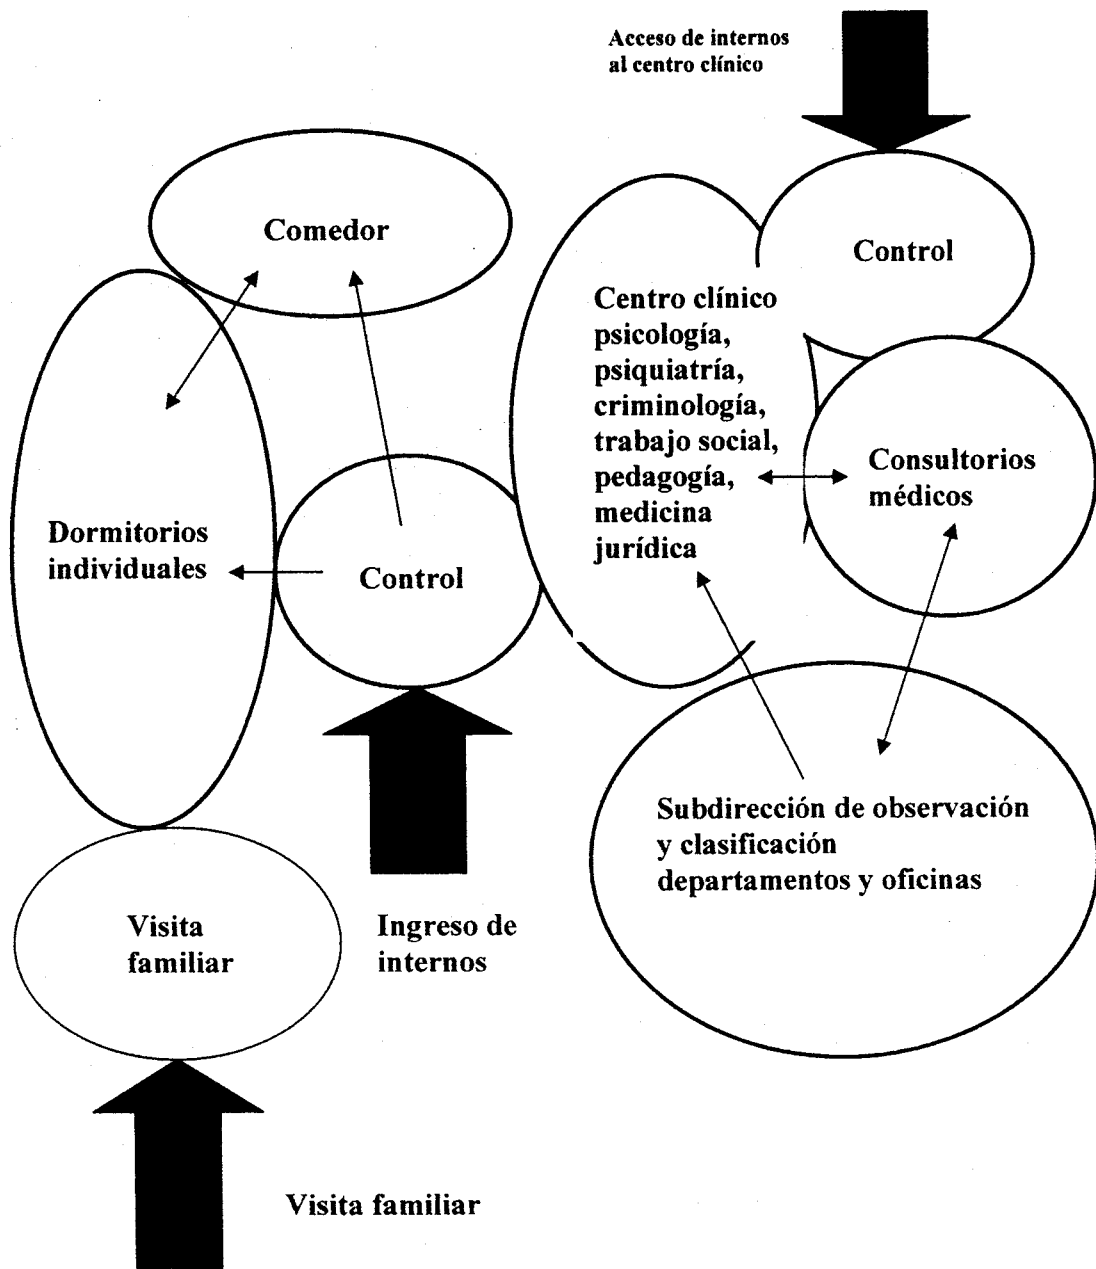 Acceso de internos
al centro clínico
Comedor
Control
Centro clínico
psicología,
psiquiatría,
criminología,
trabajo social,
pedagogía,
medicina
jurídica
Consultorios
médicos
Dormitorios
individuales
Control
Subdirección de observación
y clasificación
departamentos y oficinas
Visita
familiar
Ingreso de
internos
Visita familiar